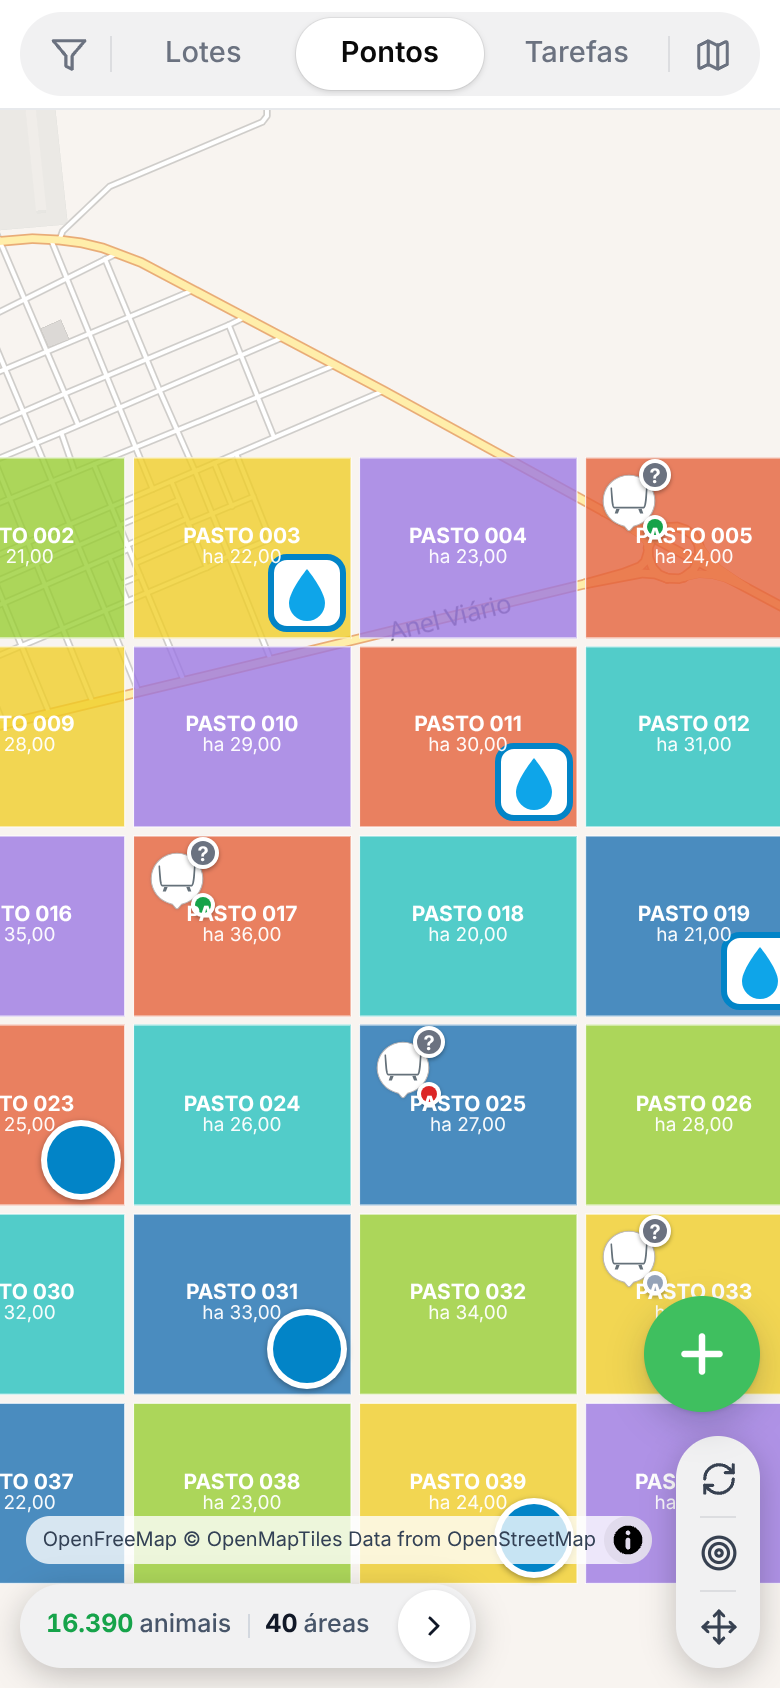 Lotes
Pontos
Tarefas
TO 002
21,00
PASTO 003
ha 22,00
PASTO 004
ha 23,00
?
PASTO 005
ha 24,00
Anel Viário
TO 009
28,00
PASTO 010
ha 29,00
PASTO 011
ha 30,00
PASTO 012
ha 31,00
TO 016
35,00
?
PASTO 017
ha 36,00
PASTO 018
ha 20,00
PASTO 019
ha 21,00
TO 023
25,00
PASTO 024
ha 26,00
?
PASTO 025
ha 27,00
PASTO 026
ha 28,00
TO 030
32,00
PASTO 031
ha 33,00
PASTO 032
ha 34,00
?
PASTO 033
TO 037
22,00
PASTO 038
ha 23,00
PASTO 039
ha 24,00
PAS
ha
OpenFreeMap © OpenMapTiles Data from OpenStreetMap
16.390 animais
40 áreas